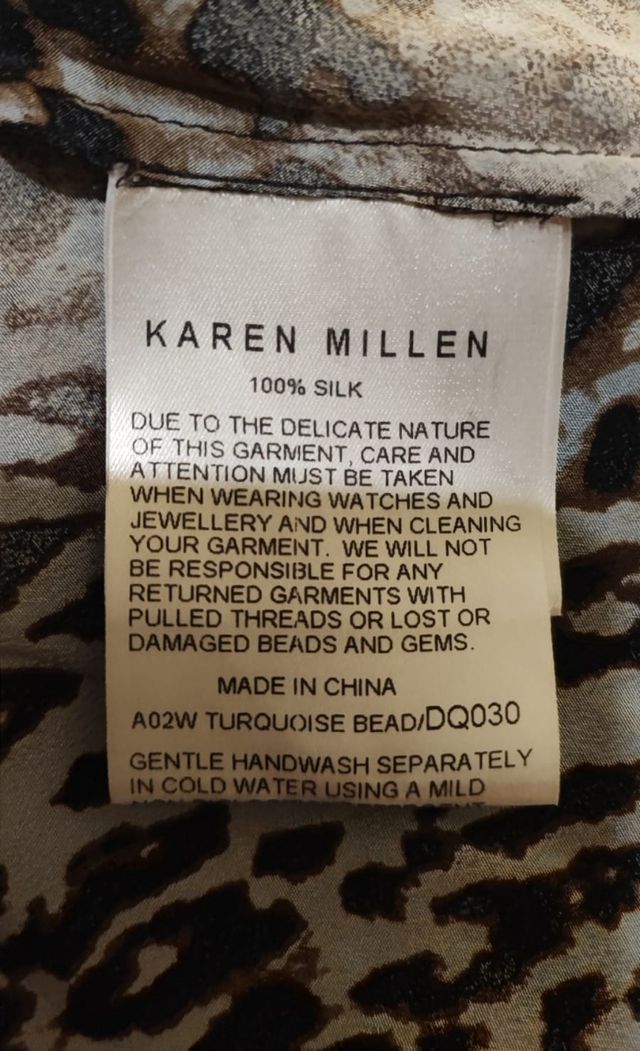 KAREN MILLEN
100% SILK
DUE TO THE DELICATE NATURE
OF THIS GARMENT, CARE AND
ATTENTION MUST BE TAKEN
WHEN WEARING WATCHES AND
JEWELLERY AND WHEN CLEANING
YOUR GARMENT. WE WILL NOT
BE RESPONSIBLE FOR ANY
RETURNED GARMENTS WITH
PULLED THREADS OR LOST OR
DAMAGED BEADS AND GEMS.
MADE IN CHINA
A02W TURQUOISE BEAD/DQ030
GENTLE HANDWASH SEPARATELY
IN COLD WATER USING A MILD